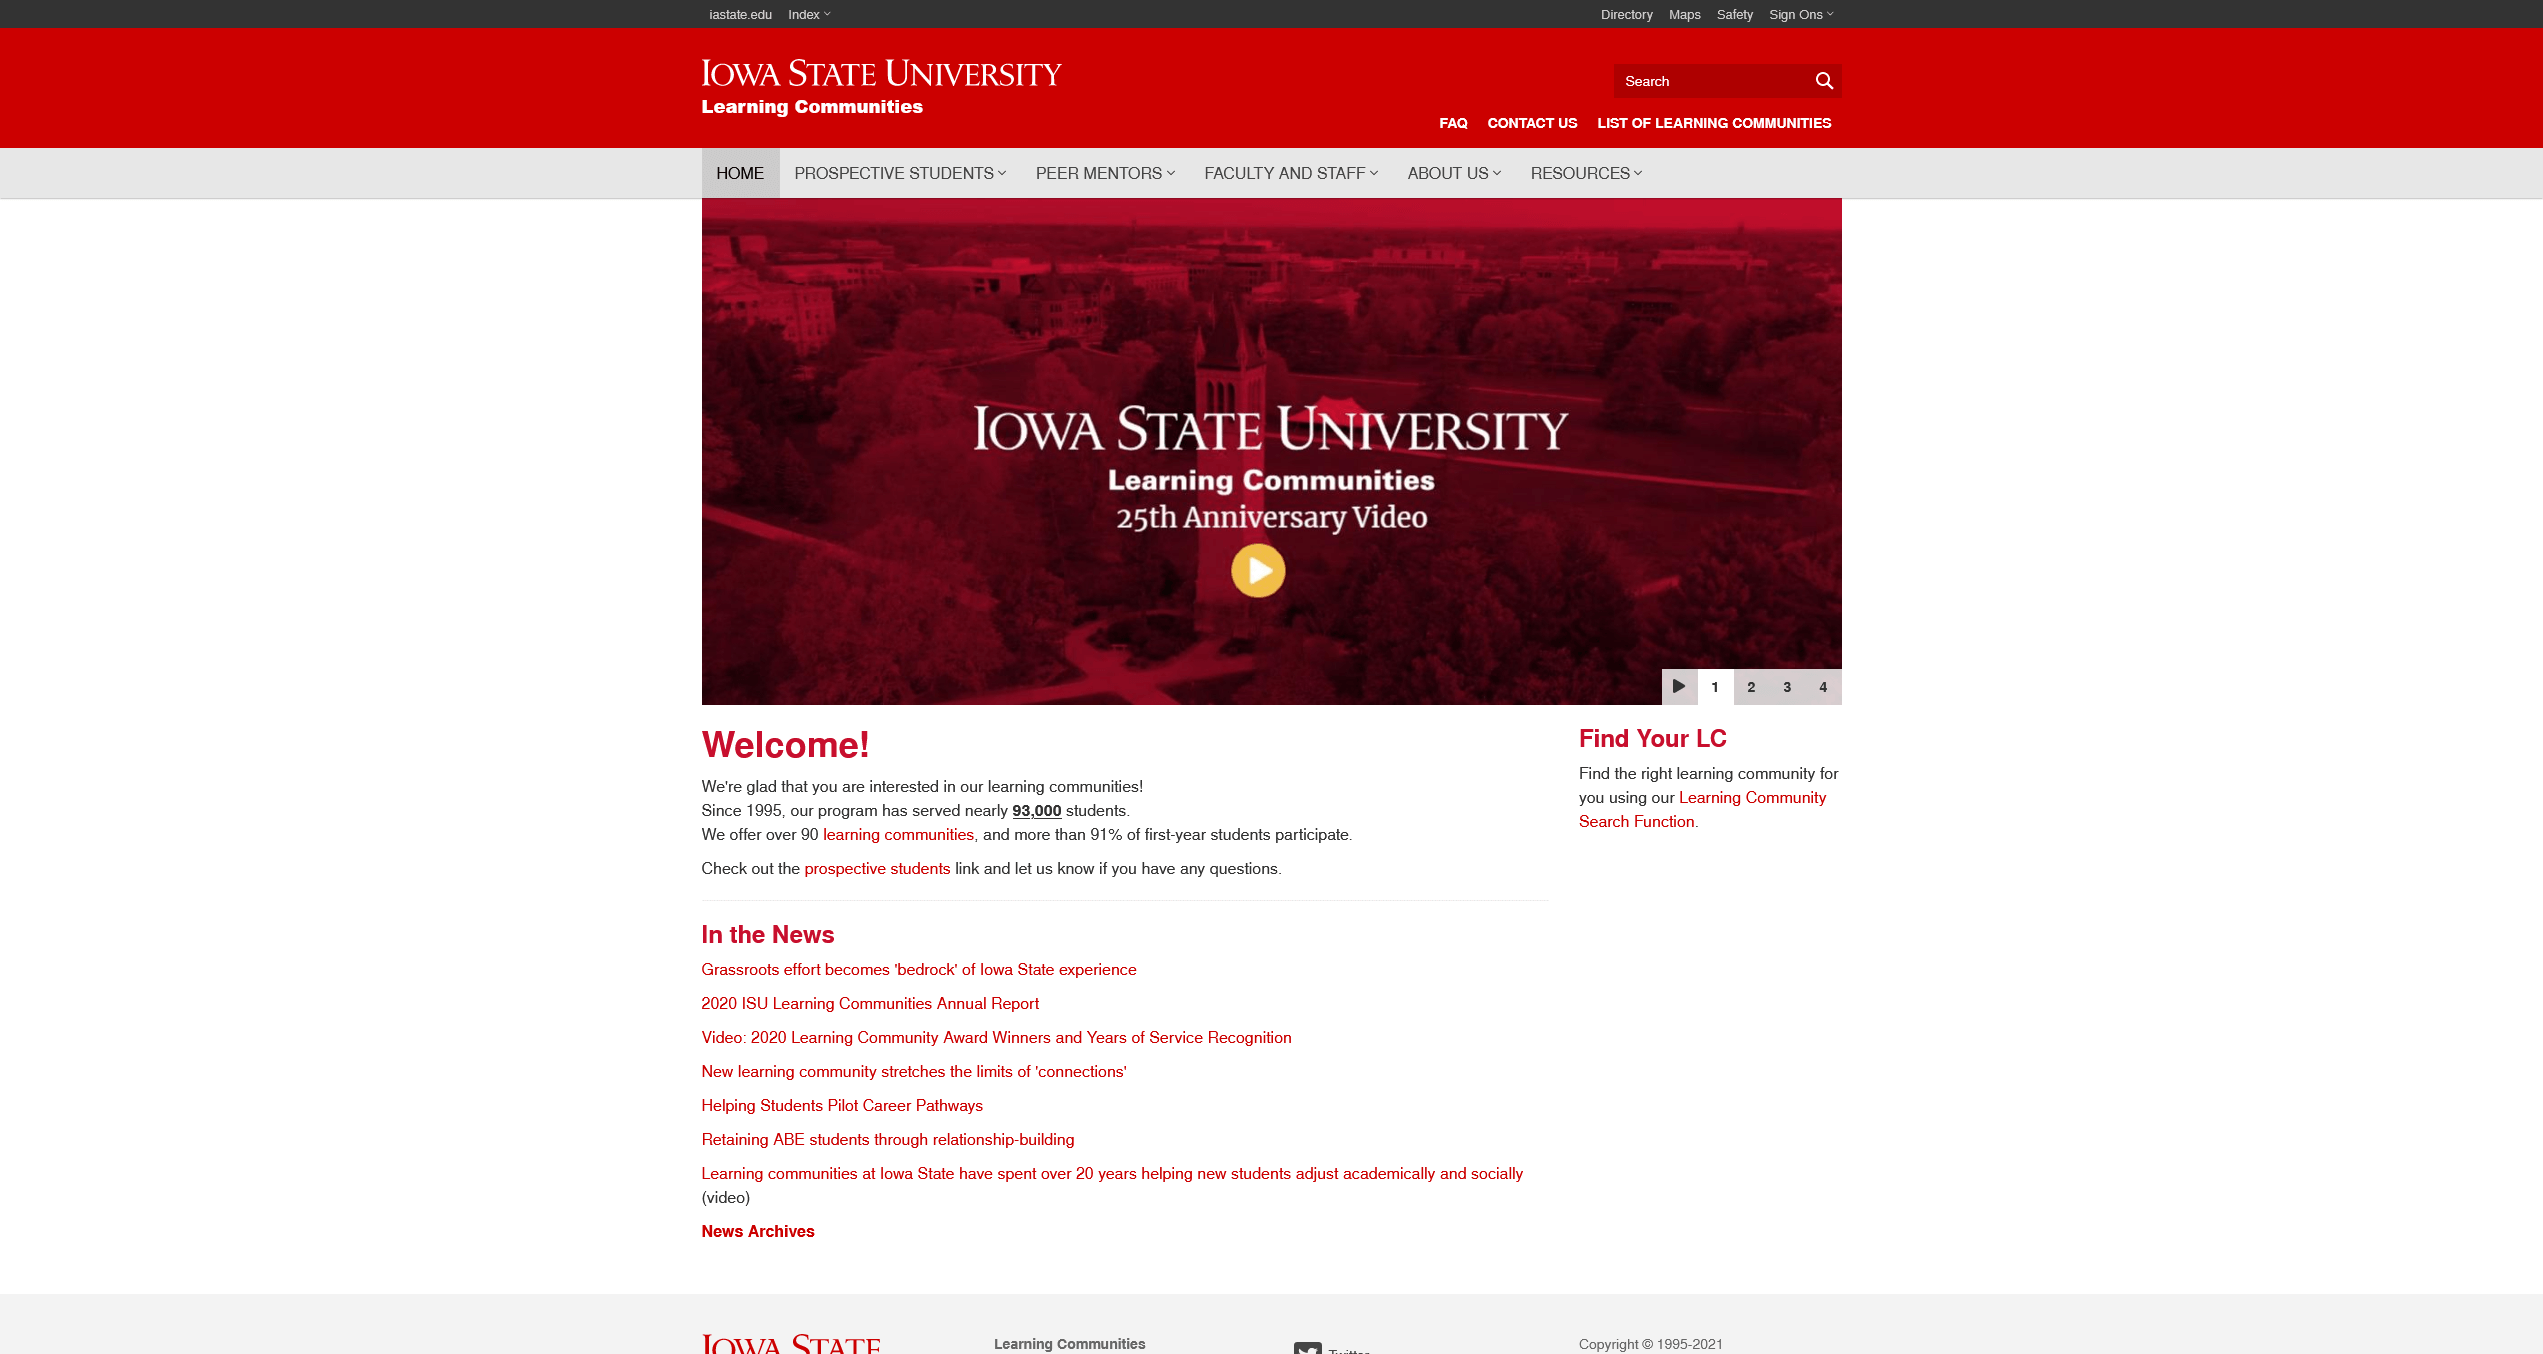 iastate.edu Index
Directory Maps Safety Sign Ons
IOWA STATE UNIVERSITY
Learning Communities
Search
FAQ CONTACT US LIST OF LEARNING COMMUNITIES
HOME PROSPECTIVE STUDENTS PEER MENTORS FACULTY AND STAFF ABOUT US RESOURCES
IOWA STATE UNIVERSITY
Learning Communities
25th Anniversary Video
1 2 3 4
Welcome!
We're glad that you are interested in our learning communities!
Since 1995, our program has served nearly 93,000 students.
We offer over 90 learning communities, and more than 91% of first-year students participate.
Check out the prospective students link and let us know if you have any questions.
Find Your LC
Find the right learning community for
you using our Learning Community
Search Function.
In the News
Grassroots effort becomes 'bedrock' of Iowa State experience
2020 ISU Learning Communities Annual Report
Video: 2020 Learning Community Award Winners and Years of Service Recognition
New learning community stretches the limits of 'connections'
Helping Students Pilot Career Pathways
Retaining ABE students through relationship-building
Learning communities at Iowa State have spent over 20 years helping new students adjust academically and socially
(video)
News Archives
IOWA STATE
Learning Communities
Twitter
Copyright © 1995-2021